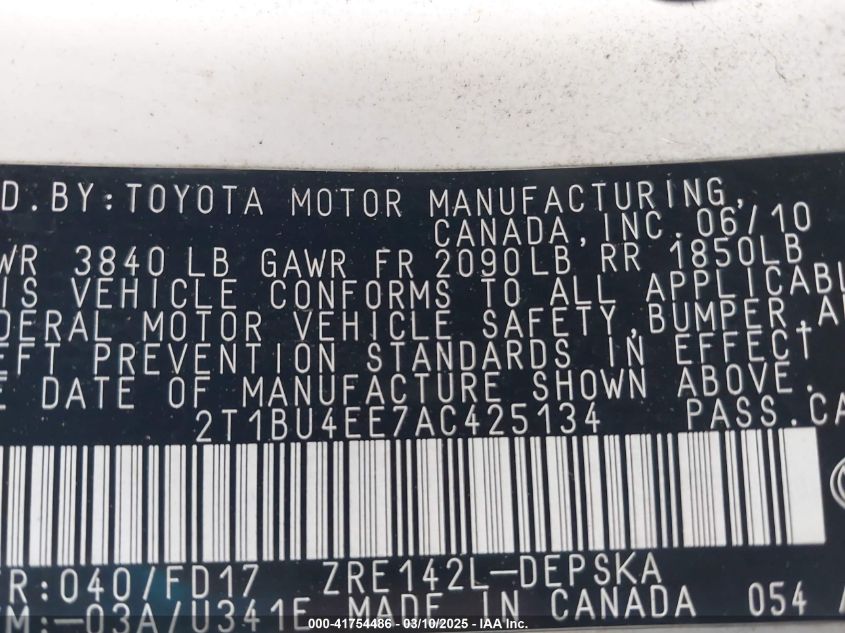 D.BY:TOYOTA MOTOR MANUFACTURING,
CANADA,INC. 06/10
WR 3840 LB GAWR FR 2090LB RR 1850LB
IS VEHICLE CONFORMS TO ALL APPLICABL
DERAL MOTOR VEHICLE SAFETY,BUMPER,A
EFT PREVENTION STANDARDS IN EFFECT
E DATE OF MANUFACTURE SHOWN ABOVE.
2T1BU4EE7AC425134 PASS.CA
R:040/FD17 ZRE142L-DEPSKA
M:-03A/U341E MADE IN CANADA 054
000-41754486 - 03/10/2025 - IAA, Inc.